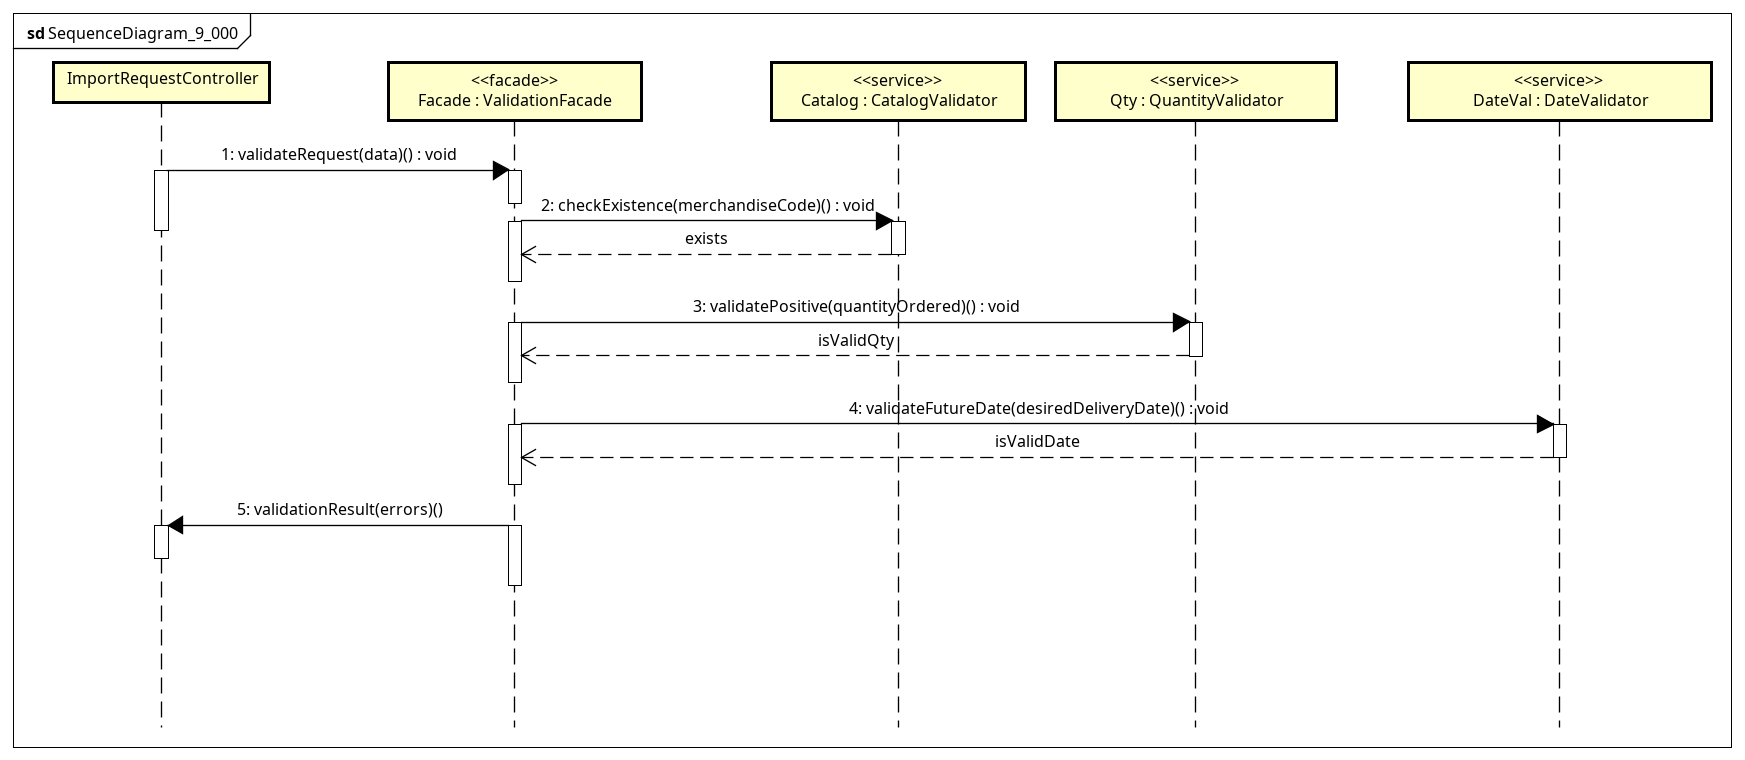 sd SequenceDiagram_9_000
ImportRequestController
<<facade>>
Facade : ValidationFacade
<<service>>
Catalog : CatalogValidator
<<service>>
Qty : QuantityValidator
<<service>>
DateVal : DateValidator
1: validateRequest(data)() : void
2: checkExistence(merchandiseCode)() : void
exists
3: validatePositive(quantityOrdered)() : void
isValidQty
4: validateFutureDate(desiredDeliveryDate)() : void
isValidDate
5: validationResult(errors)()